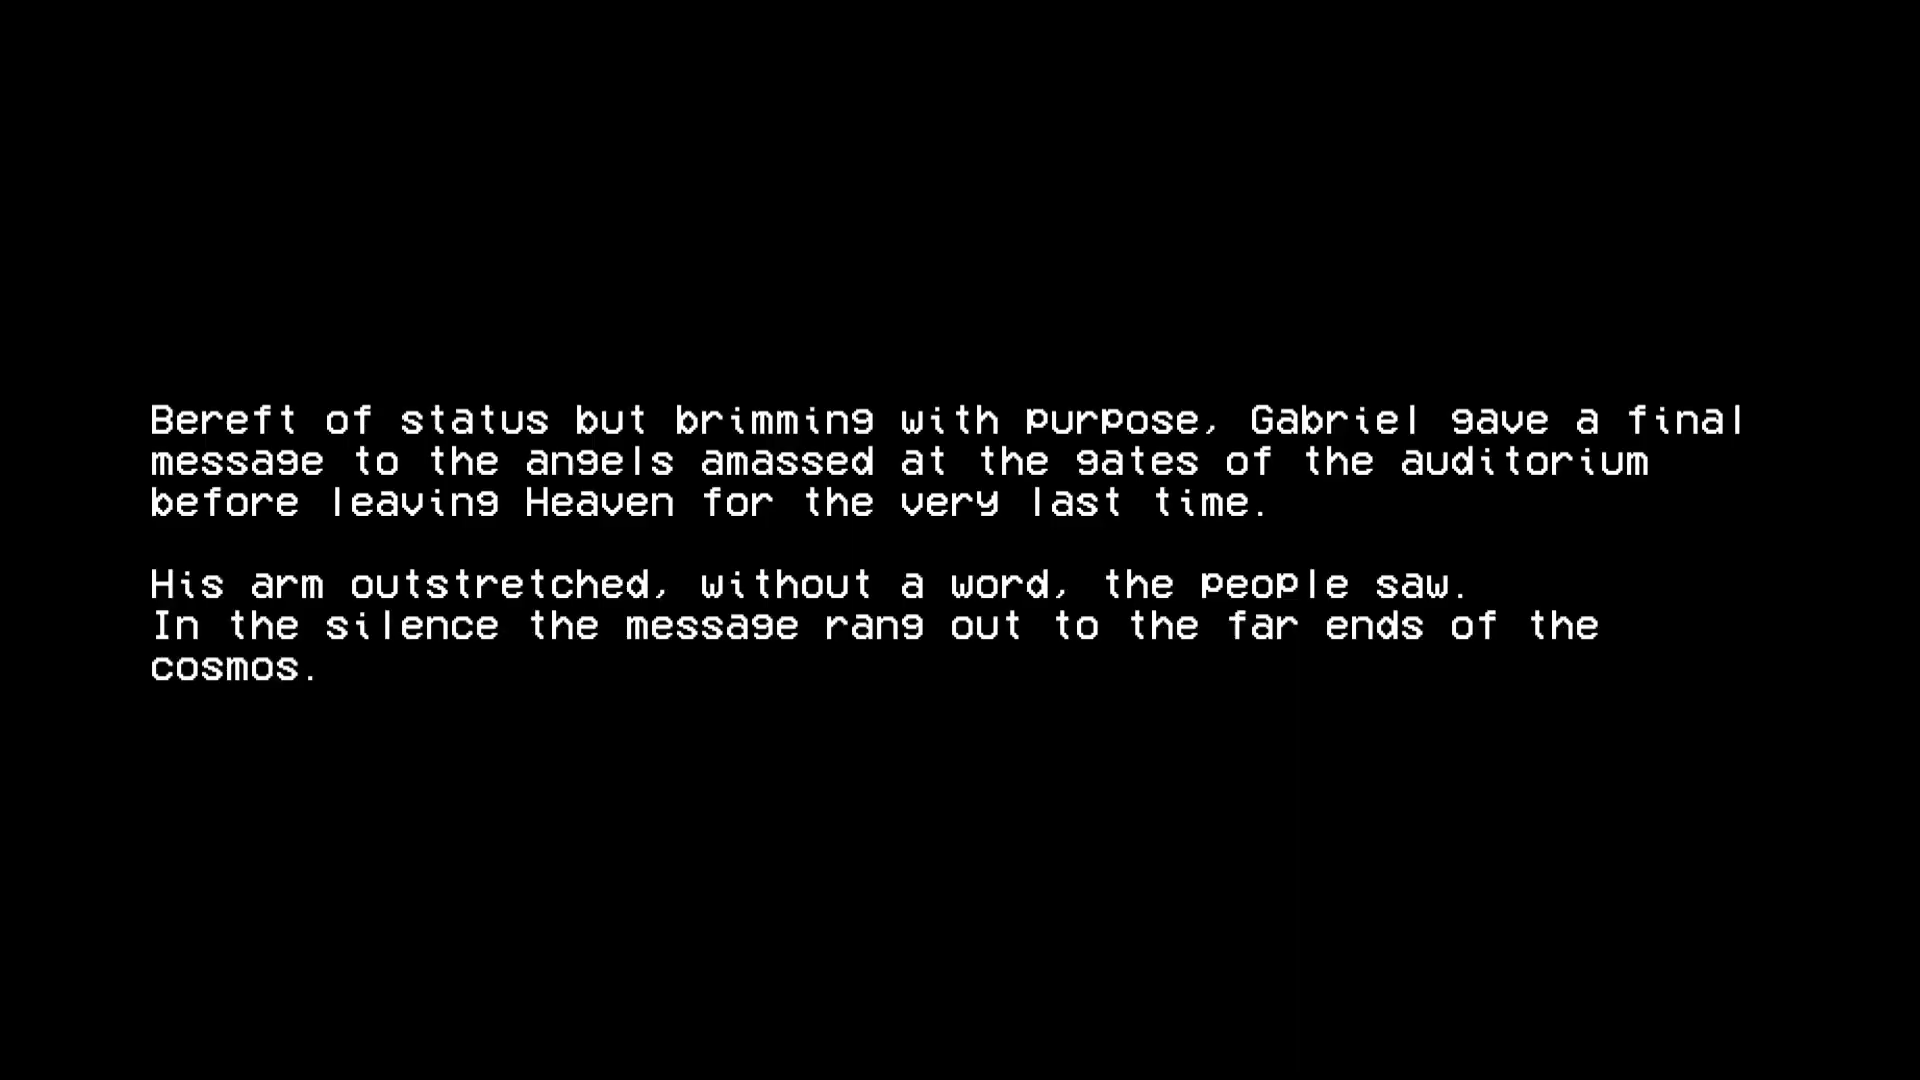 Bereft of status but brimming with purpose, Gabriel gave a final
message to the angels amassed at the gates of the auditorium
before leaving Heaven for the very last time.
His arm outstretched, without a word, the people saw.
In the silence the message rang out to the far ends of the
cosmos.